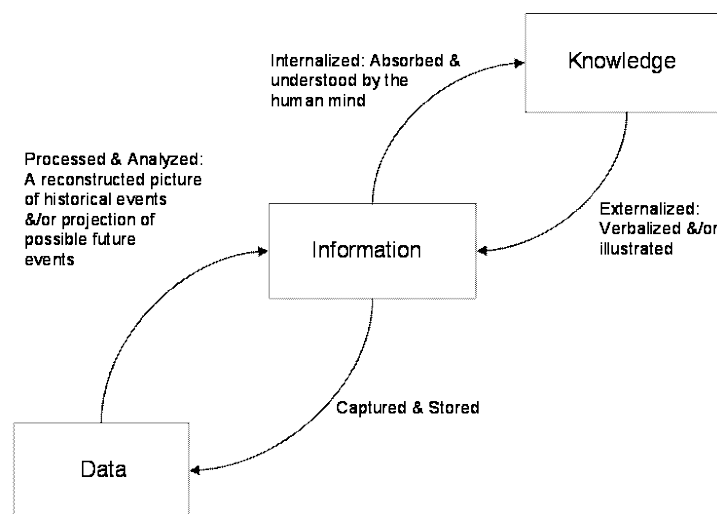 Internalized: Absorbed &
understood by the
human mind
Knowledge
Processed & Analyzed:
A reconstructed picture
of historical events
&/or projection of
possible future
events
Externalized:
Verbalized &/or
illustrated
Information
Captured & Stored
Data